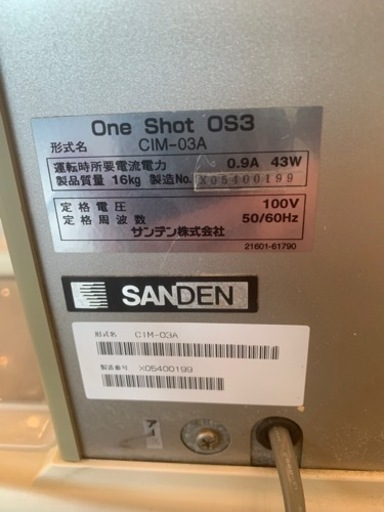 One Shot OS3
形式名 CIM-03A
運転時所要電流電力 0.9A 43W
製品質量 16kg 製造No. X05400199
定格電圧 100V
定格周波数 50/60Hz
サンデン株式会社
21601-61790
SANDEN
形式名 CIM-03A
製造番号 X05400199